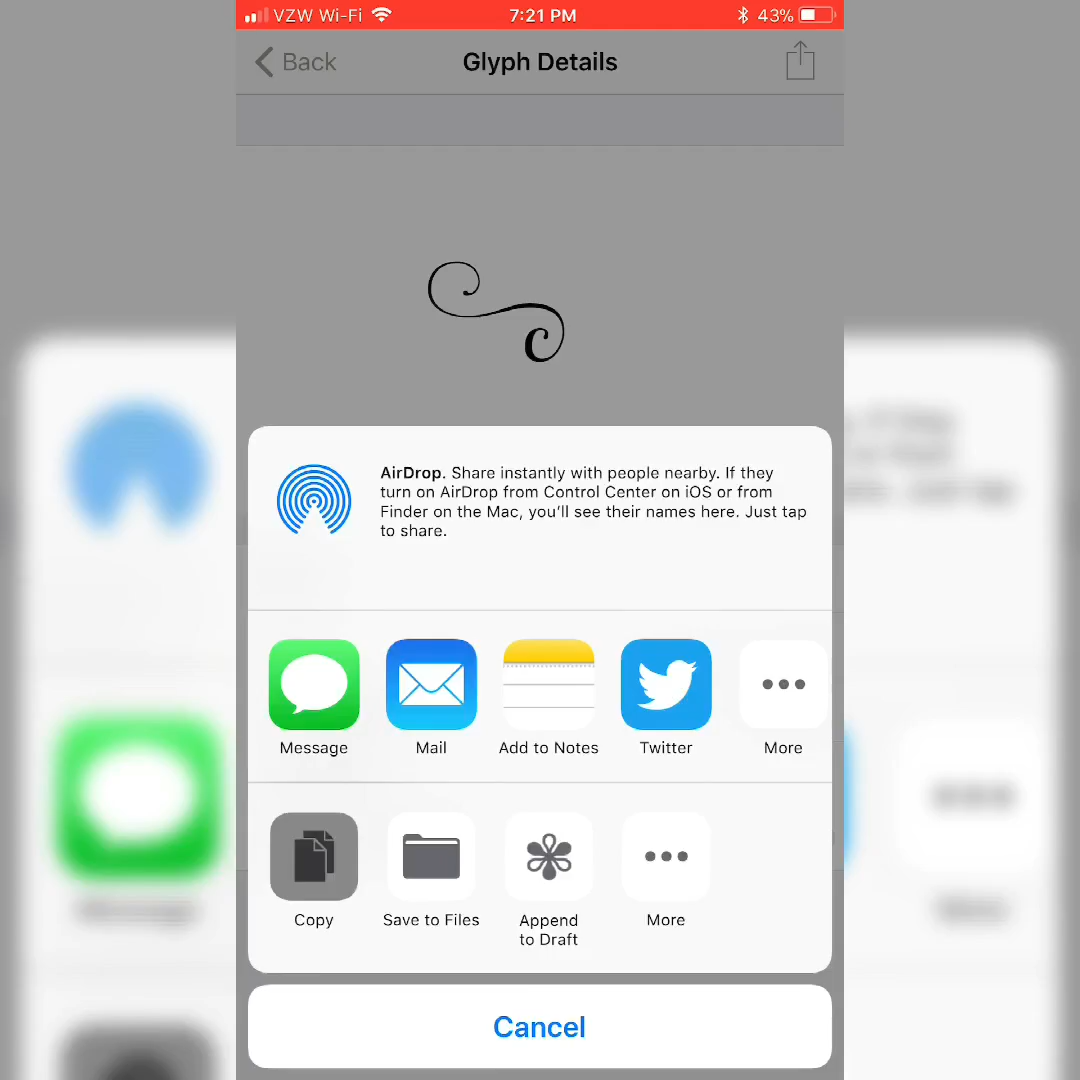 VZW Wi-Fi 7:21 PM 43%
Back Glyph Details
c
AirDrop. Share instantly with people nearby. If they
turn on AirDrop from Control Center on iOS or from
Finder on the Mac, you’ll see their names here. Just tap
to share.
Message Mail Add to Notes Twitter More
Copy Save to Files Append
to Draft More
Cancel